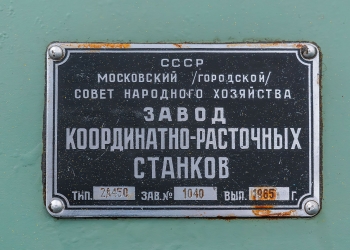 СССР
МОСКОВСКИЙ /ГОРОДСКОЙ/
СОВЕТ НАРОДНОГО ХОЗЯЙСТВА
ЗАВОД
КООРДИНАТНО-РАСТОЧНЫХ
СТАНКОВ
ТИП. 2А450 ЗАВ.№ 1040 ВЫП. 1965 Г.